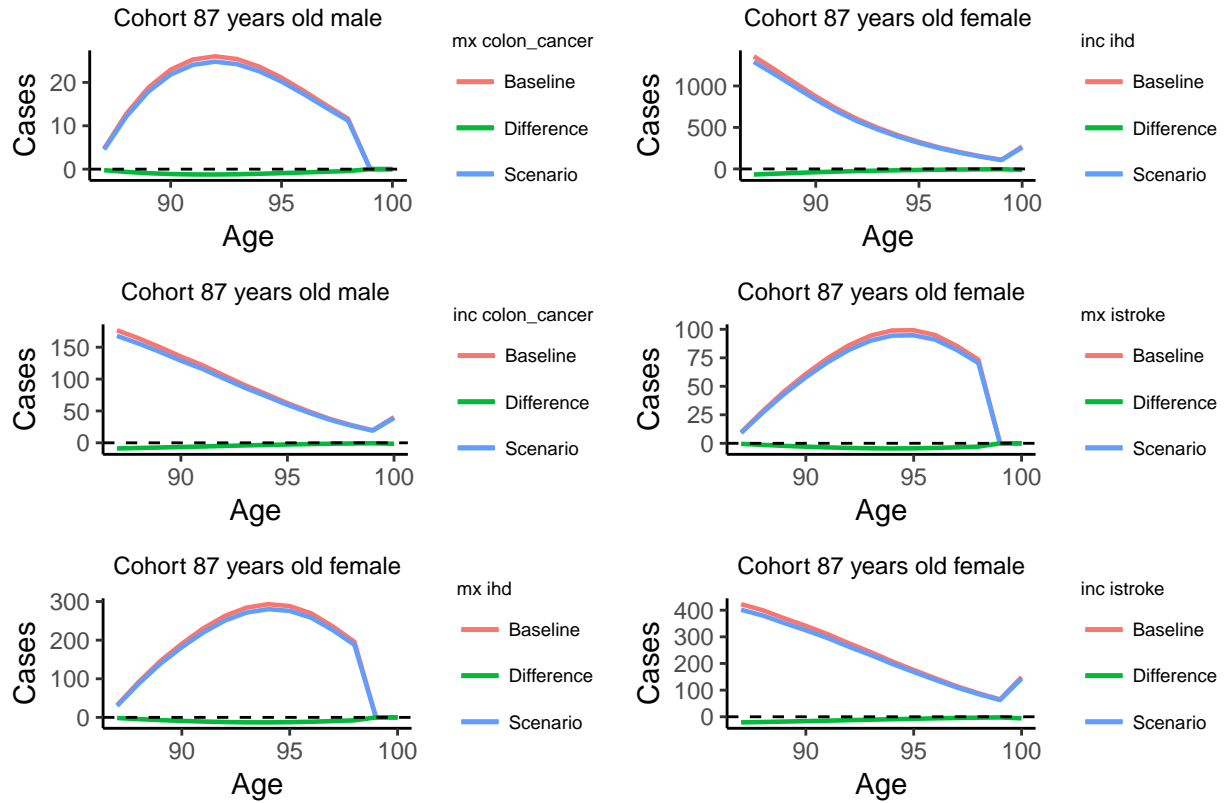 Cohort 87 years old male
mx colon_cancer
Baseline
Difference
Scenario
Cases
20
10
0
90 95 100
Age
Cohort 87 years old female
inc ihd
Baseline
Difference
Scenario
Cases
1000
500
0
90 95 100
Age
Cohort 87 years old male
inc colon_cancer
Baseline
Difference
Scenario
Cases
150
100
50
0
90 95 100
Age
Cohort 87 years old female
mx istroke
Baseline
Difference
Scenario
Cases
100
75
50
25
0
90 95 100
Age
Cohort 87 years old female
mx ihd
Baseline
Difference
Scenario
Cases
300
200
100
0
90 95 100
Age
Cohort 87 years old female
inc istroke
Baseline
Difference
Scenario
Cases
400
300
200
100
0
90 95 100
Age